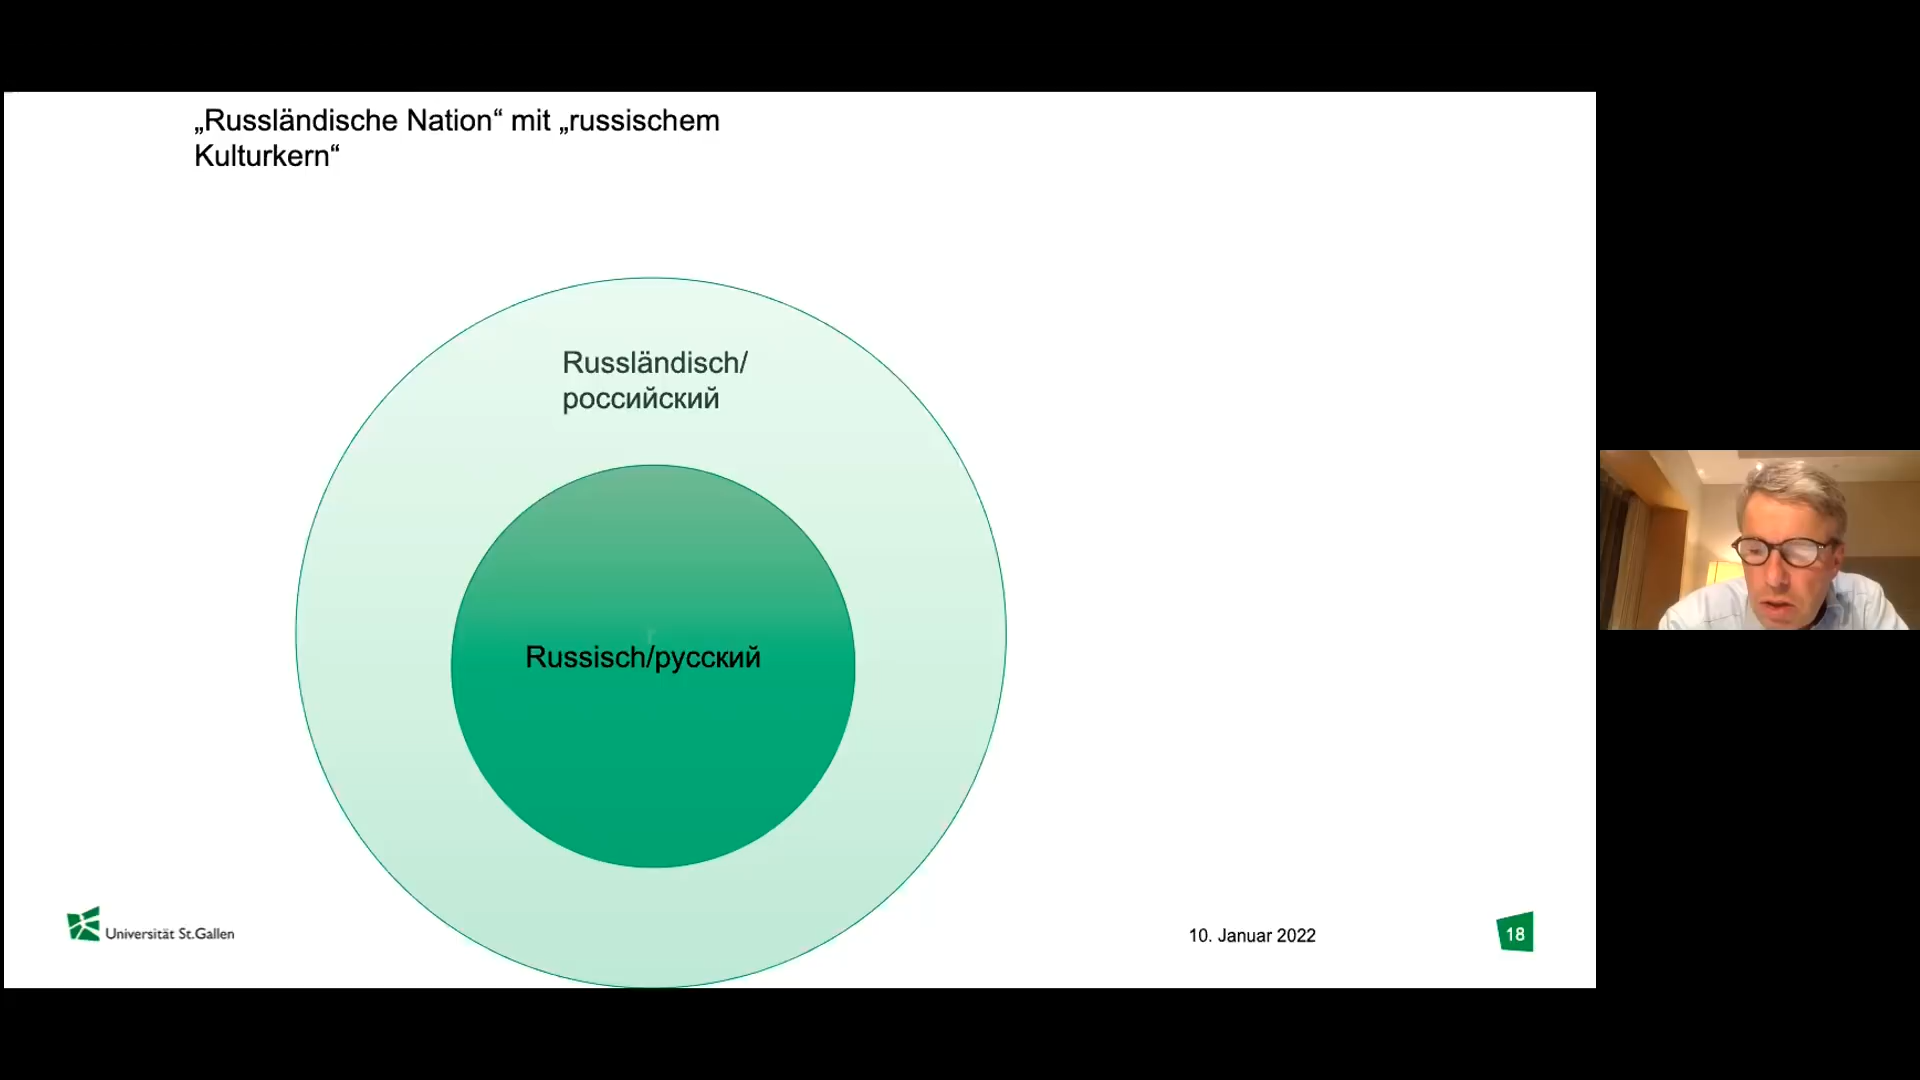 „Russländische Nation“ mit „russischem
Kulturkern“
Russländisch/
российский
Russisch/русский
Universität St.Gallen
10. Januar 2022
18